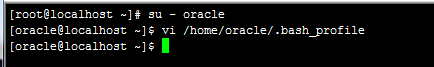 [root@localhost ~]# su - oracle
[oracle@localhost ~]$ vi /home/oracle/.bash_profile
[oracle@localhost ~]$